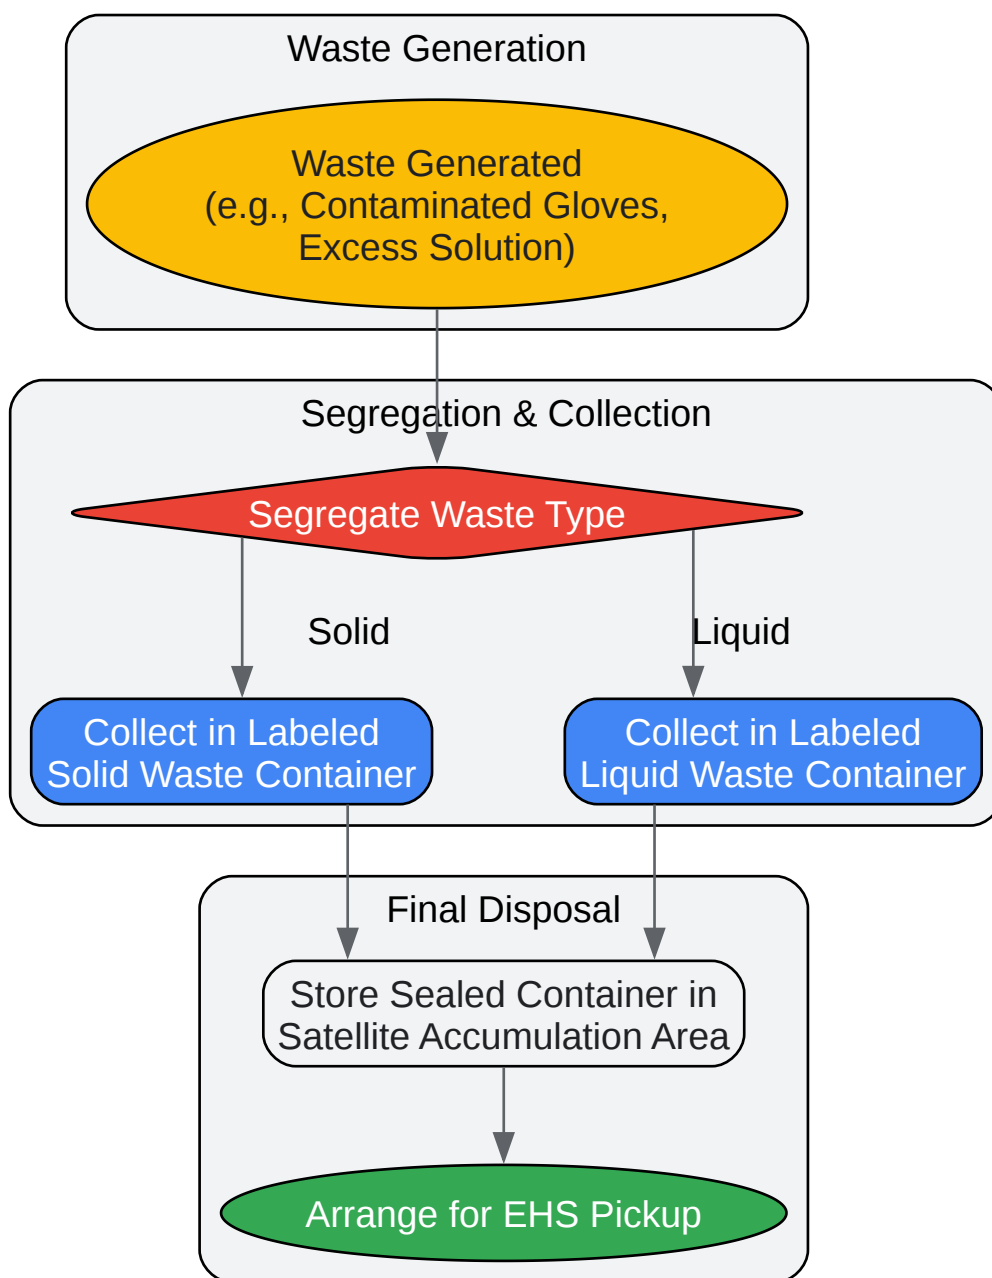 Waste Generation
Waste Generated
(e.g., Contaminated Gloves,
Excess Solution)
Segregation & Collection
Segregate Waste Type
Solid
Liquid
Collect in Labeled
Solid Waste Container
Collect in Labeled
Liquid Waste Container
Final Disposal
Store Sealed Container in
Satellite Accumulation Area
Arrange for EHS Pickup